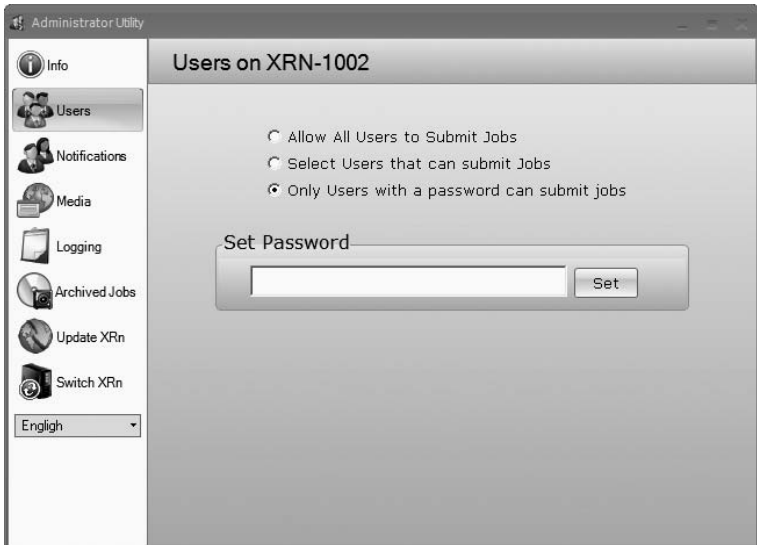 Administrator Utility
Info
Users
Notifications
Media
Logging
Archived Jobs
Update XRn
Switch XRn
Engligh
Users on XRN-1002
Allow All Users to Submit Jobs
Select Users that can submit Jobs
Only Users with a password can submit jobs
Set Password
Set